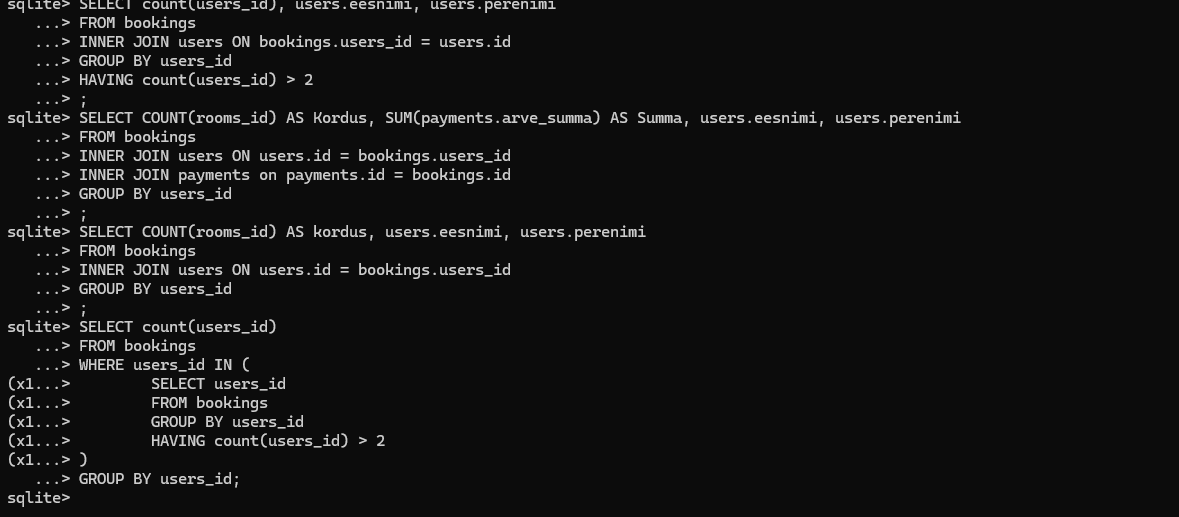 sqlite> SELECT count(users_id), users.eesnimi, users.perenimi
   ...> FROM bookings
   ...> INNER JOIN users ON bookings.users_id = users.id
   ...> GROUP BY users_id
   ...> HAVING count(users_id) > 2
   ...> ;
sqlite> SELECT COUNT(rooms_id) AS Kordus, SUM(payments.arve_summa) AS Summa, users.eesnimi, users.perenimi
   ...> FROM bookings
   ...> INNER JOIN users ON users.id = bookings.users_id
   ...> INNER JOIN payments on payments.id = bookings.id
   ...> GROUP BY users_id
   ...> ;
sqlite> SELECT COUNT(rooms_id) AS kordus, users.eesnimi, users.perenimi
   ...> FROM bookings
   ...> INNER JOIN users ON users.id = bookings.users_id
   ...> GROUP BY users_id
   ...> ;
sqlite> SELECT count(users_id)
   ...> FROM bookings
   ...> WHERE users_id IN (
(x1...>         SELECT users_id
(x1...>         FROM bookings
(x1...>         GROUP BY users_id
(x1...>         HAVING count(users_id) > 2
(x1...> )
   ...> GROUP BY users_id;
sqlite>